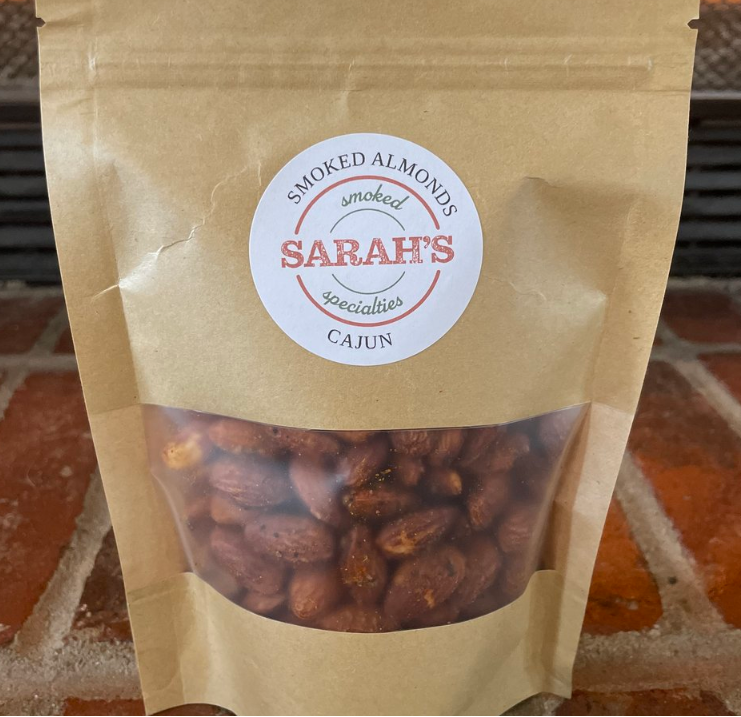 SMOKED ALMONDS
smoked
SARAH'S
specialties
CAJUN